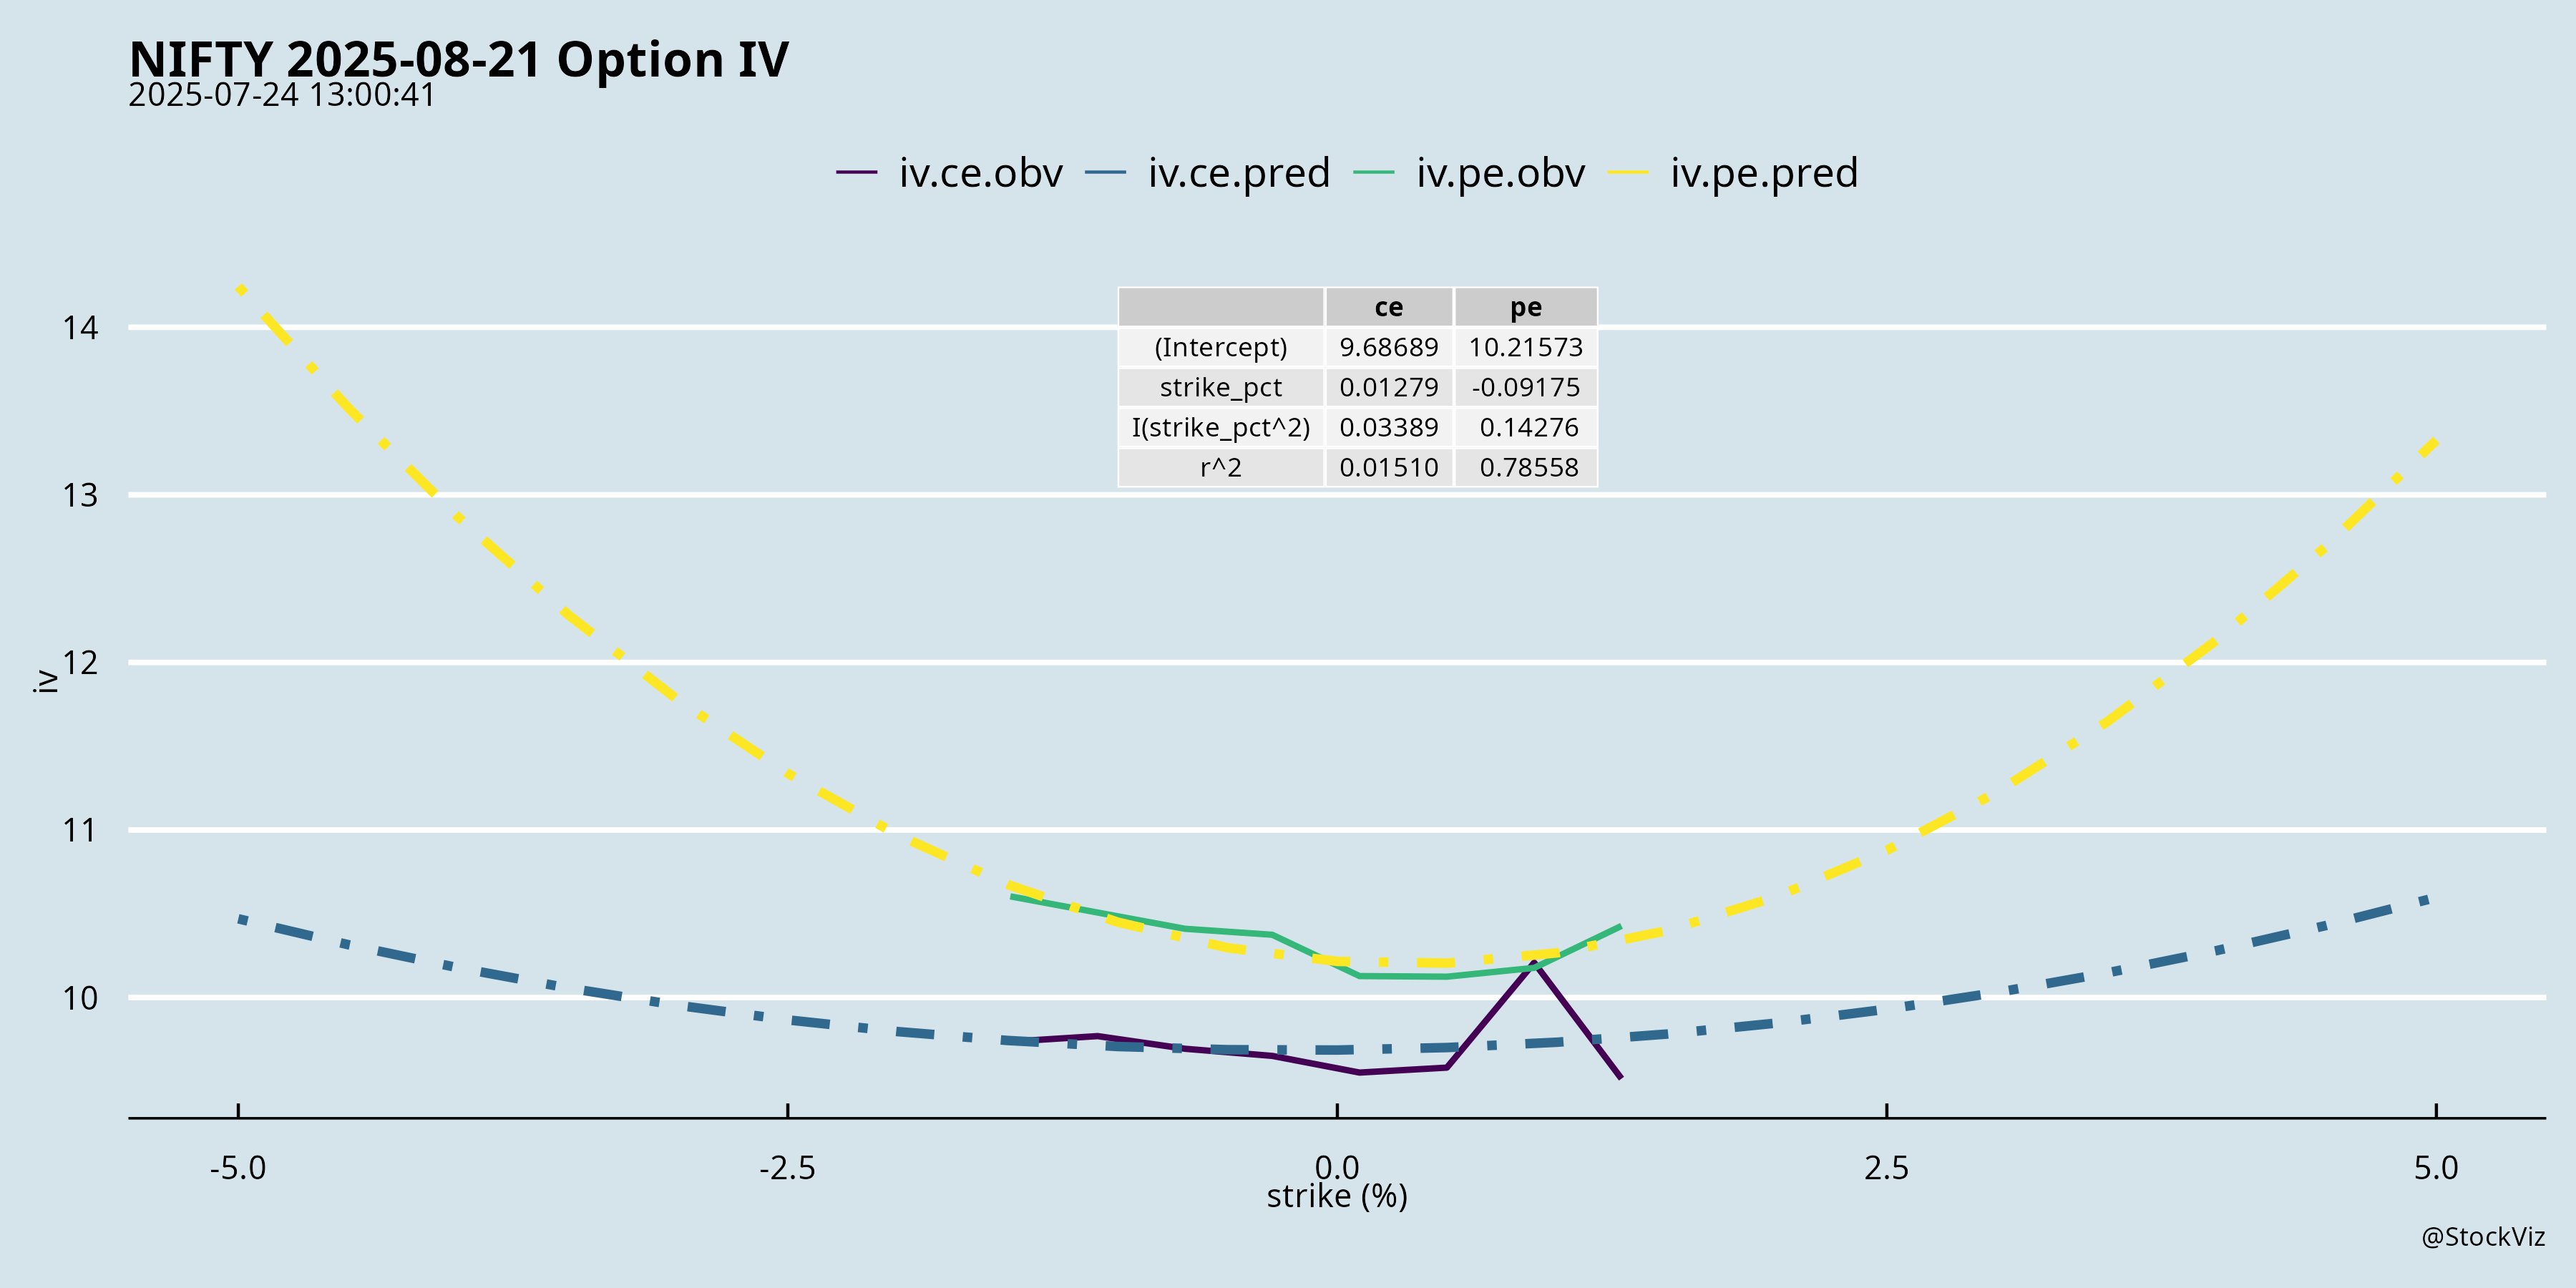 NIFTY 2025-08-21 Option IV
2025-07-24 13:00:41
iv.ce.obv iv.ce.pred iv.pe.obv iv.pe.pred
ce pe
(Intercept) 9.68689 10.21573
strike_pct 0.01279 -0.09175
I(strike_pct^2) 0.03389 0.14276
r^2 0.01510 0.78558
14
13
12
11
10
iv
-5.0 -2.5 0.0 2.5 5.0
strike (%)
@StockViz